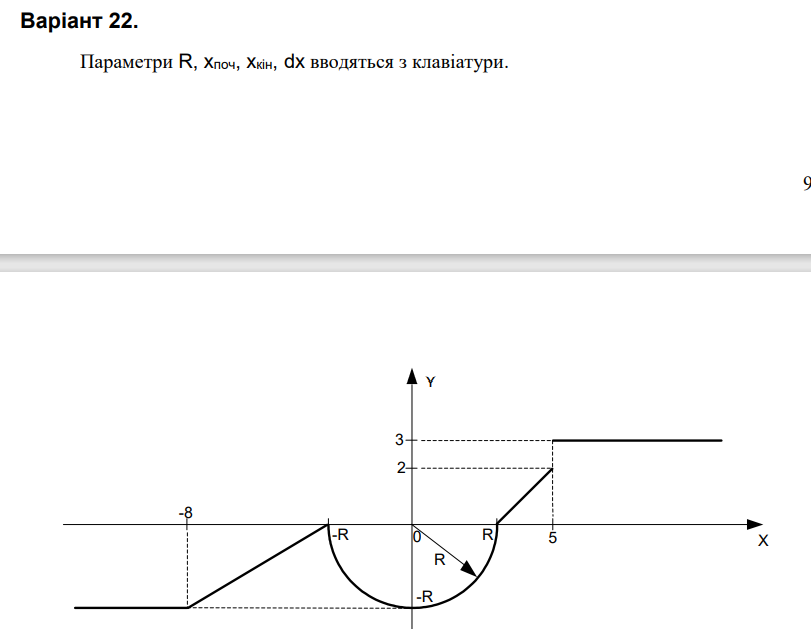 Варіант 22.
Параметри R, xпоч, xкін, dx вводяться з клавіатури.
9
Y
3
2
-8
-R
0
R
5
X
R
-R